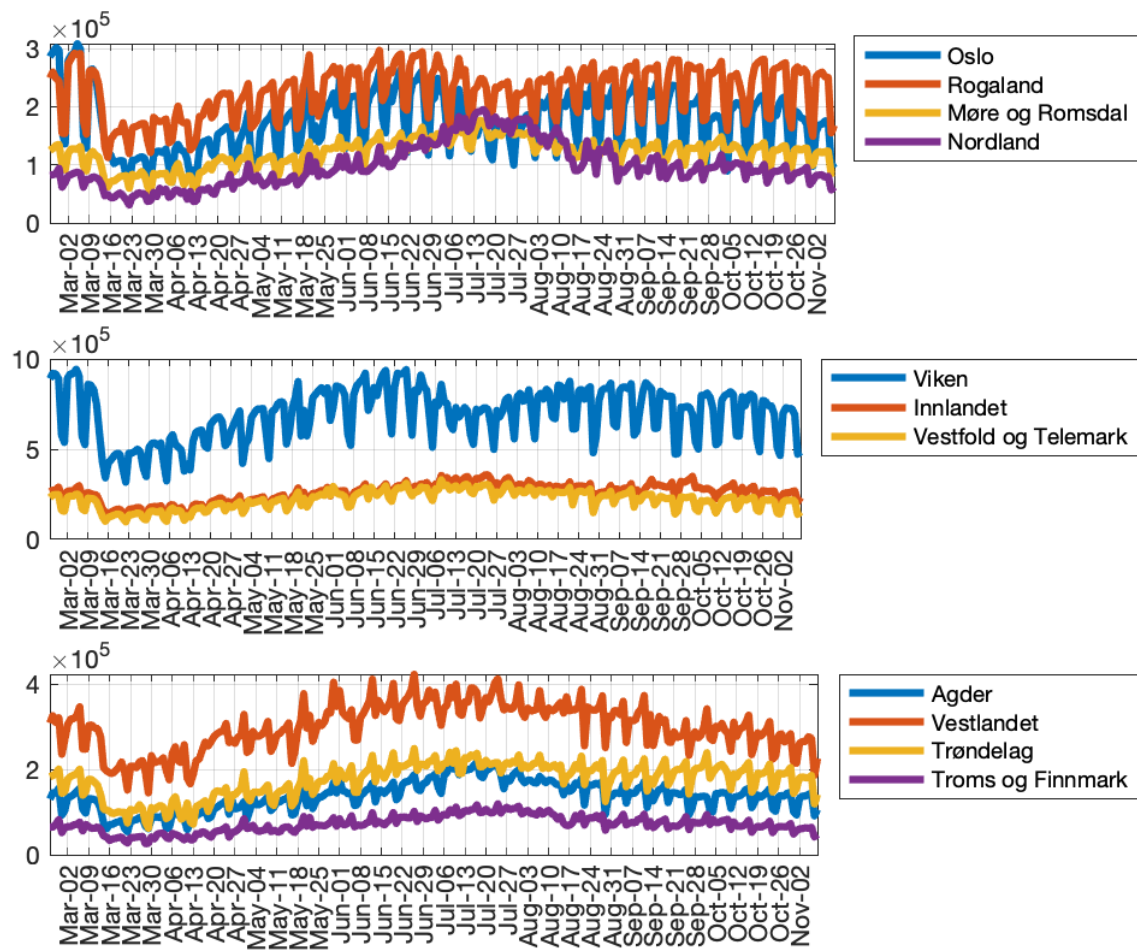 ×10⁵
3
2
1
0
Mar-02
Mar-09
Mar-16
Mar-23
Mar-30
Apr-06
Apr-13
Apr-20
Apr-27
May-04
May-11
May-18
May-25
Jun-01
Jun-08
Jun-15
Jun-22
Jun-29
Jul-06
Jul-13
Jul-20
Jul-27
Aug-03
Aug-10
Aug-17
Aug-24
Aug-31
Sep-07
Sep-14
Sep-21
Sep-28
Oct-05
Oct-12
Oct-19
Oct-26
Nov-02
Oslo
Rogaland
Møre og Romsdal
Nordland
×10⁵
10
5
0
Mar-02
Mar-09
Mar-16
Mar-23
Mar-30
Apr-06
Apr-13
Apr-20
Apr-27
May-04
May-11
May-18
May-25
Jun-01
Jun-08
Jun-15
Jun-22
Jun-29
Jul-06
Jul-13
Jul-20
Jul-27
Aug-03
Aug-10
Aug-17
Aug-24
Aug-31
Sep-07
Sep-14
Sep-21
Sep-28
Oct-05
Oct-12
Oct-19
Oct-26
Nov-02
Viken
Innlandet
Vestfold og Telemark
×10⁵
4
2
0
Mar-02
Mar-09
Mar-16
Mar-23
Mar-30
Apr-06
Apr-13
Apr-20
Apr-27
May-04
May-11
May-18
May-25
Jun-01
Jun-08
Jun-15
Jun-22
Jun-29
Jul-06
Jul-13
Jul-20
Jul-27
Aug-03
Aug-10
Aug-17
Aug-24
Aug-31
Sep-07
Sep-14
Sep-21
Sep-28
Oct-05
Oct-12
Oct-19
Oct-26
Nov-02
Agder
Vestlandet
Trøndelag
Troms og Finnmark